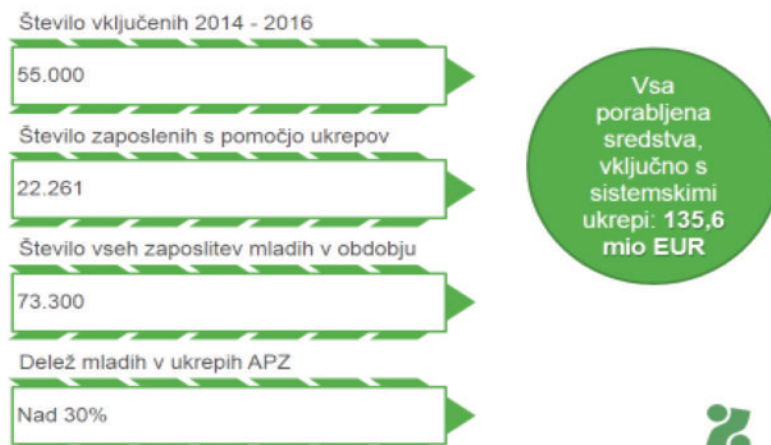 Število vključenih 2014 - 2016
55.000
Število zaposlenih s pomočjo ukrepov
22.261
Število vseh zaposlitev mladih v obdobju
73.300
Delež mladih v ukrepih APZ
Nad 30%
Vsa
porabljena
sredstva,
vključno s
sistemskimi
ukrepi: 135,6
mio EUR